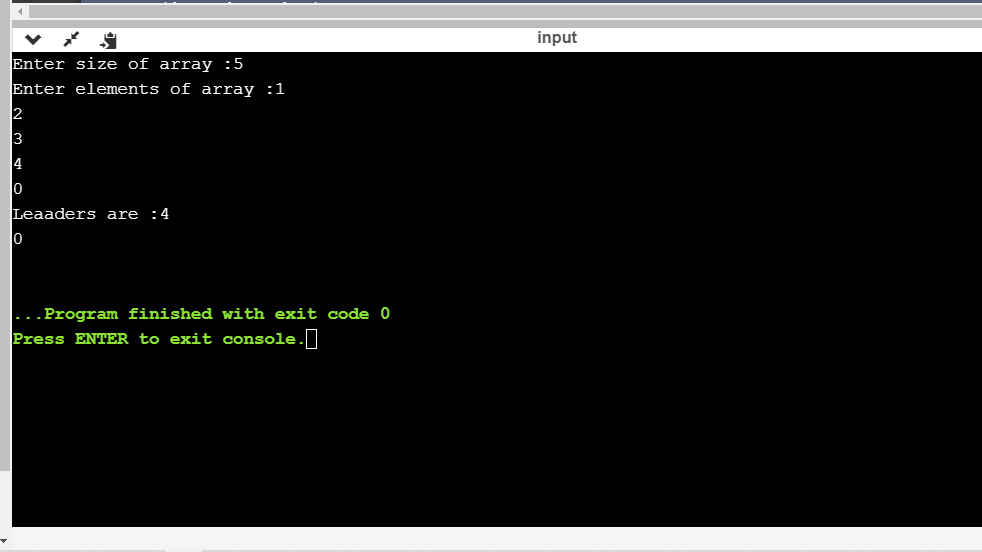 input
Enter size of array :5
Enter elements of array :1
2
3
4
0
Leaaders are :4
0
...Program finished with exit code 0
Press ENTER to exit console.